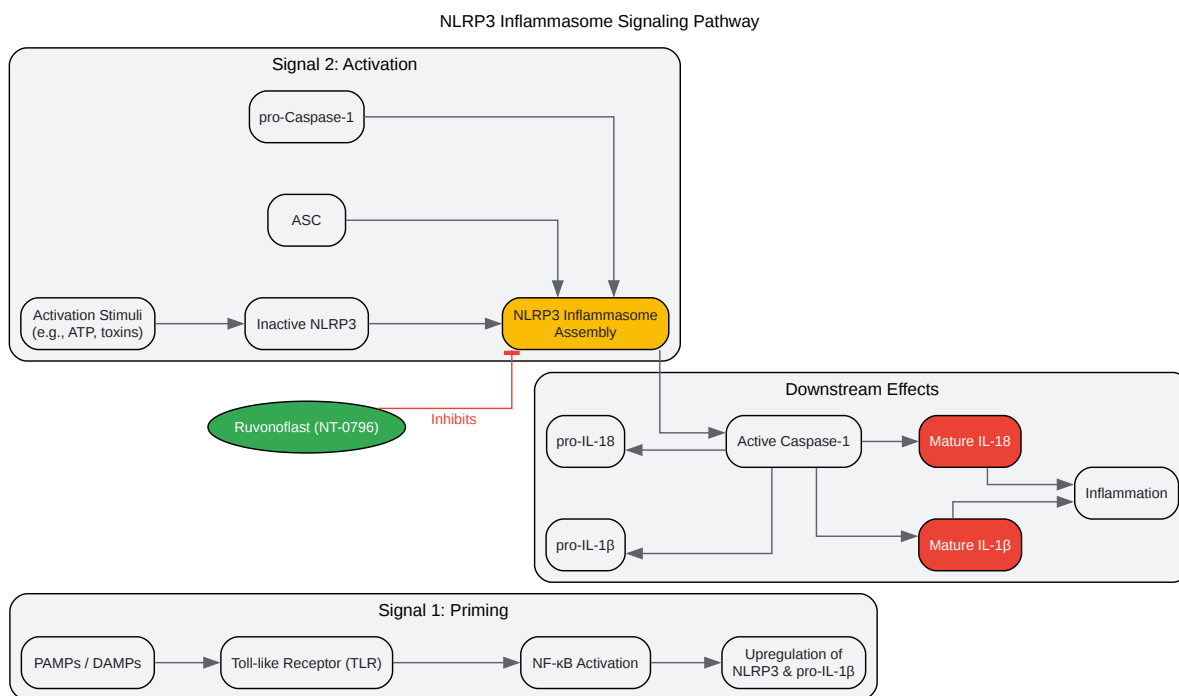 NLRP3 Inflammasome Signaling Pathway
Signal 2: Activation
pro-Caspase-1
ASC
Activation Stimuli
(e.g., ATP, toxins)
Inactive NLRP3
NLRP3 Inflammasome
Assembly
Ruvonoflast (NT-0796)
Inhibits
Downstream Effects
pro-IL-18
Active Caspase-1
Mature IL-18
Inflammation
pro-IL-1β
Mature IL-1β
Signal 1: Priming
PAMPs / DAMPs
Toll-like Receptor (TLR)
NF-κB Activation
Upregulation of
NLRP3 & pro-IL-1β